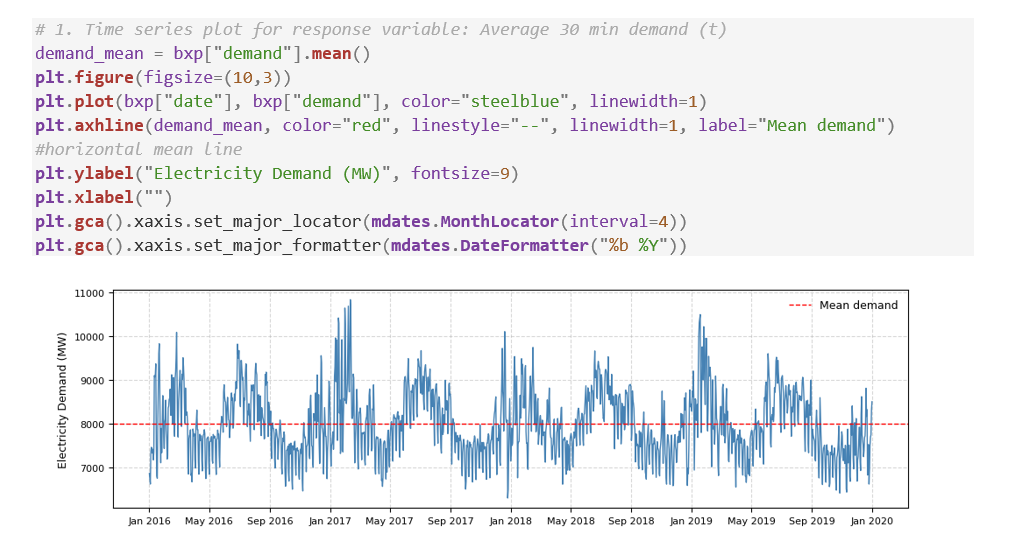 # 1. Time series plot for response variable: Average 30 min demand (t)
demand_mean = bxp["demand"].mean()
plt.figure(figsize=(10,3))
plt.plot(bxp["date"], bxp["demand"], color="steelblue", linewidth=1)
plt.axhline(demand_mean, color="red", linestyle="--", linewidth=1, label="Mean demand")
#horizontal mean line
plt.ylabel("Electricity Demand (MW)", fontsize=9)
plt.xlabel("")
plt.gca().xaxis.set_major_locator(mdates.MonthLocator(interval=4))
plt.gca().xaxis.set_major_formatter(mdates.DateFormatter("%b %Y"))
11000
Mean demand
10000
9000
8000
7000
Electricity Demand (MW)
Jan 2016 May 2016 Sep 2016 Jan 2017 May 2017 Sep 2017 Jan 2018 May 2018 Sep 2018 Jan 2019 May 2019 Sep 2019 Jan 2020